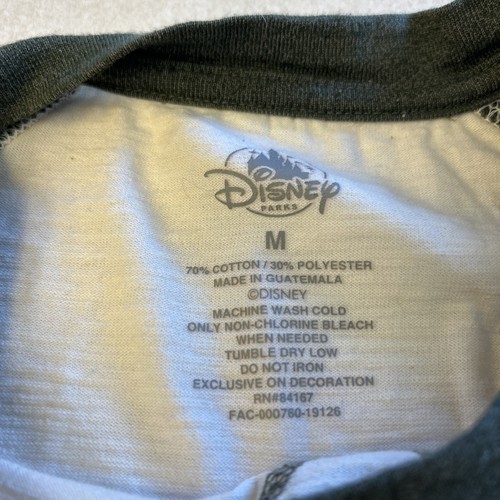 Disney
PARKS
M
70% COTTON / 30% POLYESTER
MADE IN GUATEMALA
©DISNEY
MACHINE WASH COLD
ONLY NON-CHLORINE BLEACH
WHEN NEEDED
TUMBLE DRY LOW
DO NOT IRON
EXCLUSIVE ON DECORATION
RN#84167
FAC-000760-19126